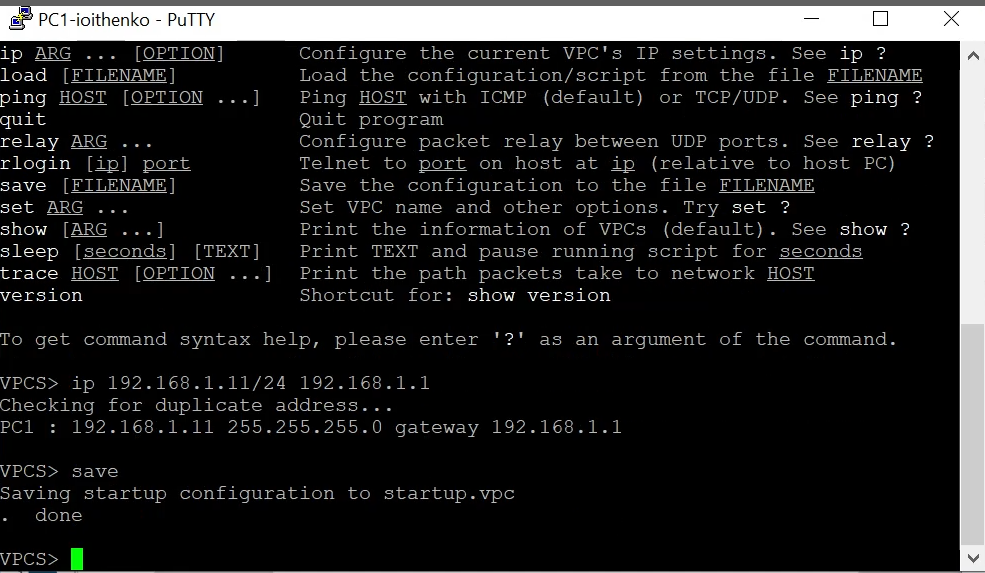 PC1-ioithenko - PuTTY
ip ARG ... [OPTION] Configure the current VPC's IP settings. See ip ?
load [FILENAME] Load the configuration/script from the file FILENAME
ping HOST [OPTION ...] Ping HOST with ICMP (default) or TCP/UDP. See ping ?
quit Quit program
relay ARG ... Configure packet relay between UDP ports. See relay ?
rlogin [ip] port Telnet to port on host at ip (relative to host PC)
save [FILENAME] Save the configuration to the file FILENAME
set ARG ... Set VPC name and other options. Try set ?
show [ARG ...] Print the information of VPCs (default). See show ?
sleep [seconds] [TEXT] Print TEXT and pause running script for seconds
trace HOST [OPTION ...] Print the path packets take to network HOST
version Shortcut for: show version
To get command syntax help, please enter '?' as an argument of the command.
VPCS> ip 192.168.1.11/24 192.168.1.1
Checking for duplicate address...
PC1 : 192.168.1.11 255.255.255.0 gateway 192.168.1.1
VPCS> save
Saving startup configuration to startup.vpc
. done
VPCS>